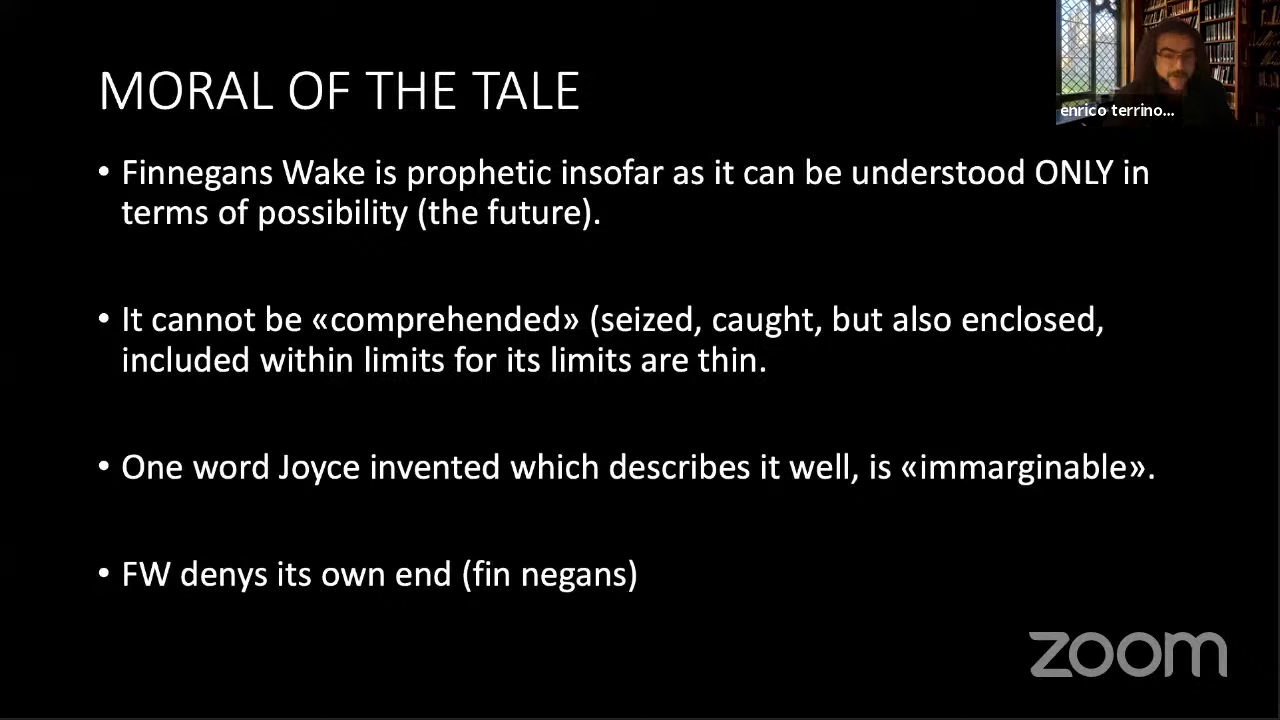 MORAL OF THE TALE
enrico terrino...
• Finnegans Wake is prophetic insofar as it can be understood ONLY in
terms of possibility (the future).
• It cannot be «comprehended» (seized, caught, but also enclosed,
included within limits for its limits are thin.
• One word Joyce invented which describes it well, is «immarginable».
• FW denys its own end (fin negans)
zoom